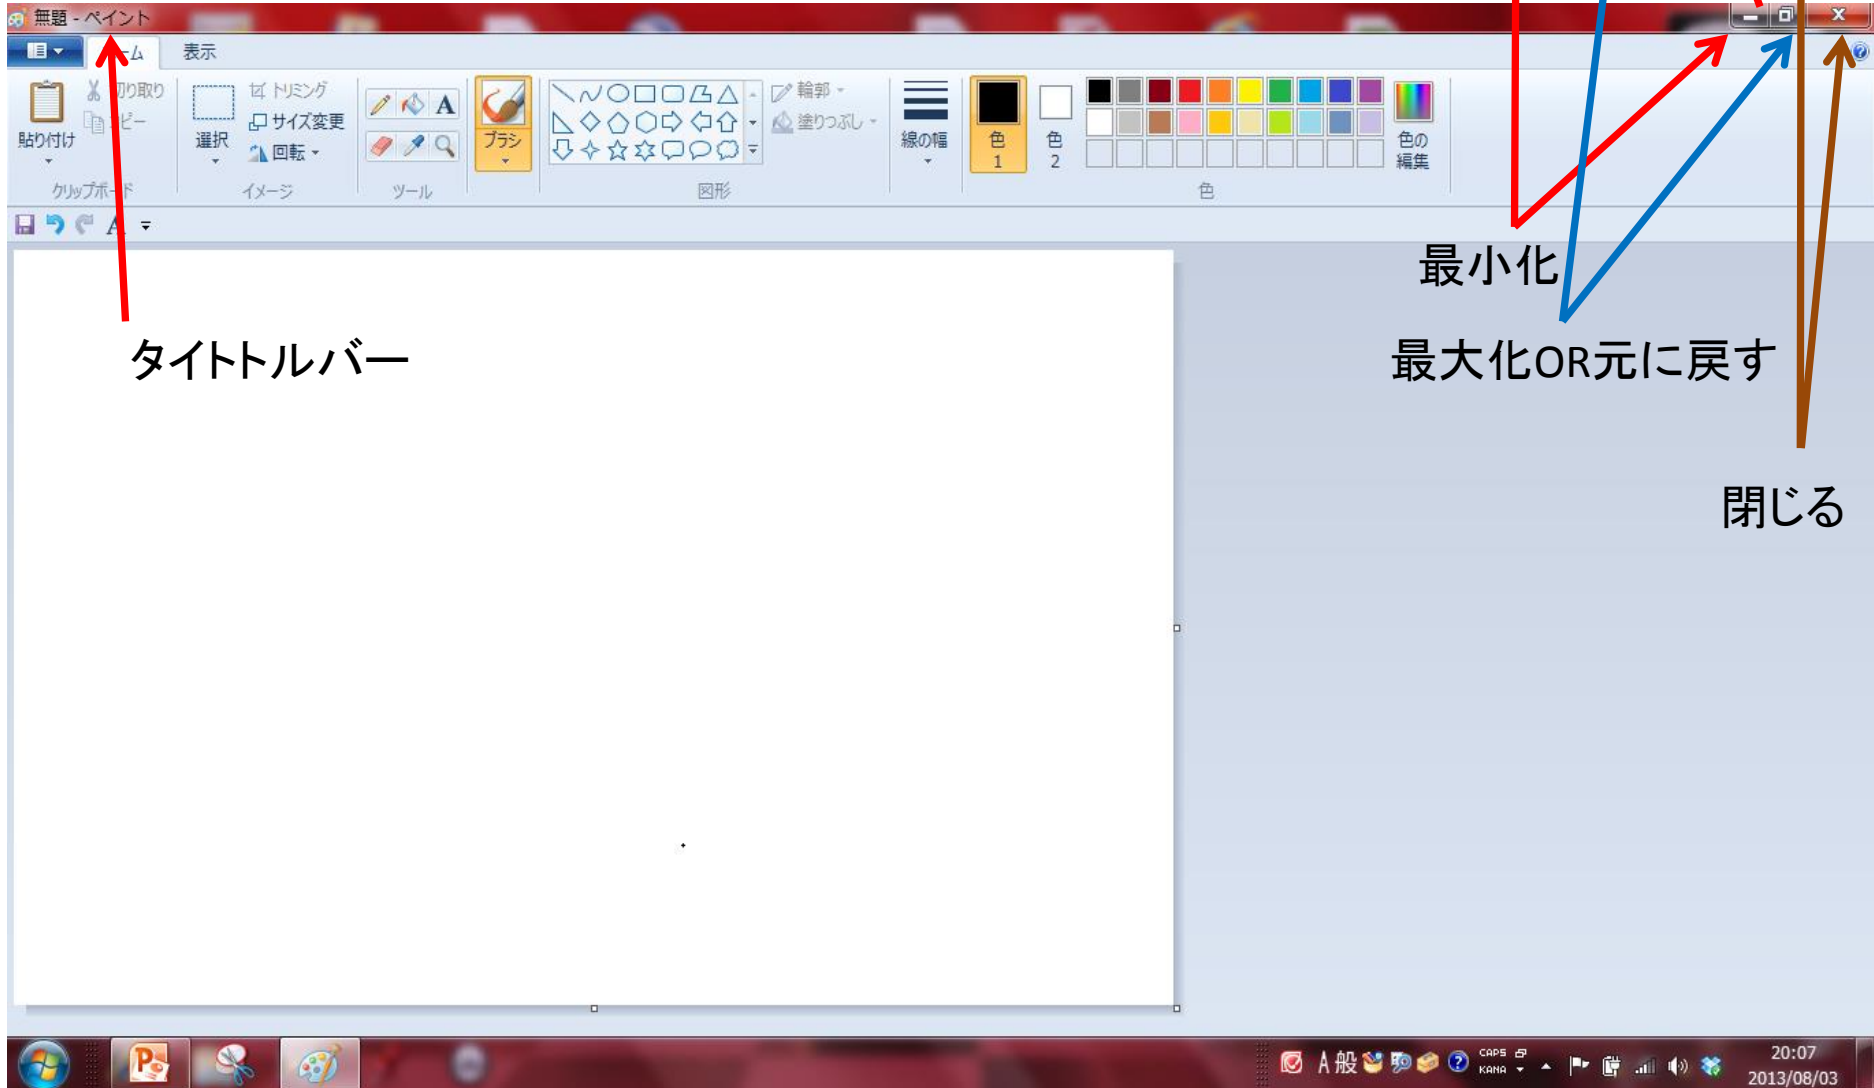 無題 - ペイント
表示
貼り付け
切り取り
選択
トリミング
サイズ変更
回転
A
ブラシ
輪郭
塗りつぶし
線の幅
色
1
色
2
色の
編集
クリップボード
イメージ
ツール
図形
色
A
最小化
タイトトルバー
最大化OR元に戻す
閉じる
A 般
CAPS
KANA
20:07
2013/08/03